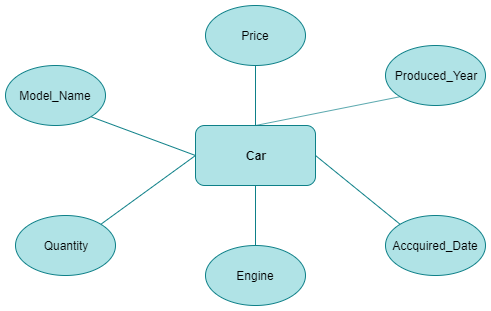 Price
Produced_Year
Model_Name
Car
Quantity
Accquired_Date
Engine